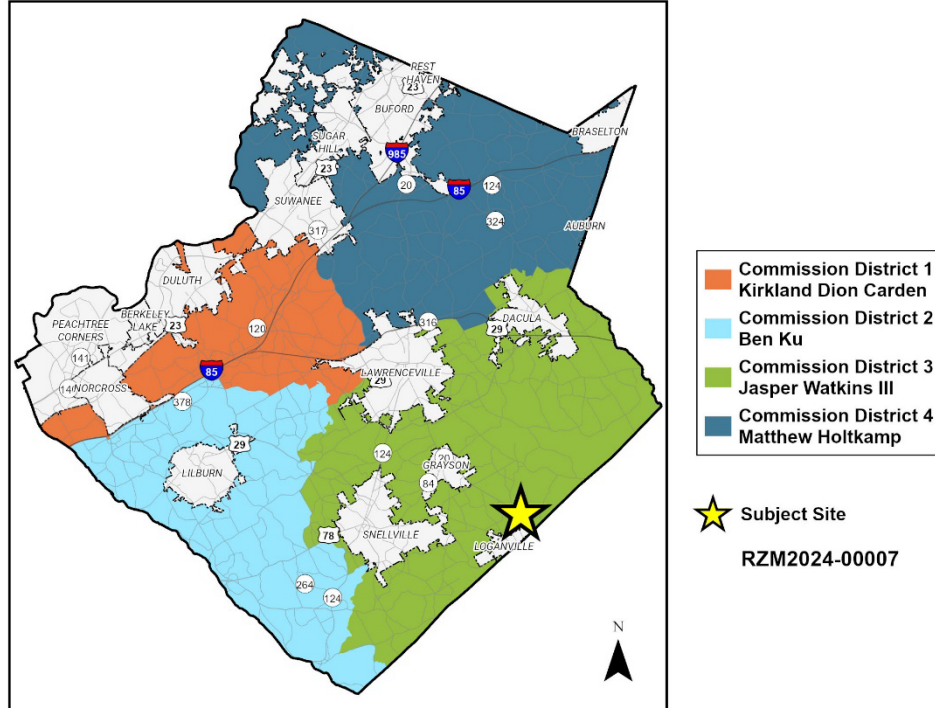 REST
HAVEN
23
BUFORD
BRASELTON
SUGAR
HILL
23
985
20
85
124
SUWANEE
324
317
AUBURN
DULUTH
BERKELEY
LAKE
23
PEACHTREE
CORNERS
141
120
316
29
DACULA
14
NORCROSS
85
LAWRENCEVILLE
29
378
29
LILBURN
124
20
GRAYSON
84
78
SNELLVILLE
LOGANVILLE
264
124
N
Commission District 1
Kirkland Dion Carden
Commission District 2
Ben Ku
Commission District 3
Jasper Watkins III
Commission District 4
Matthew Holtkamp
Subject Site
RZM2024-00007